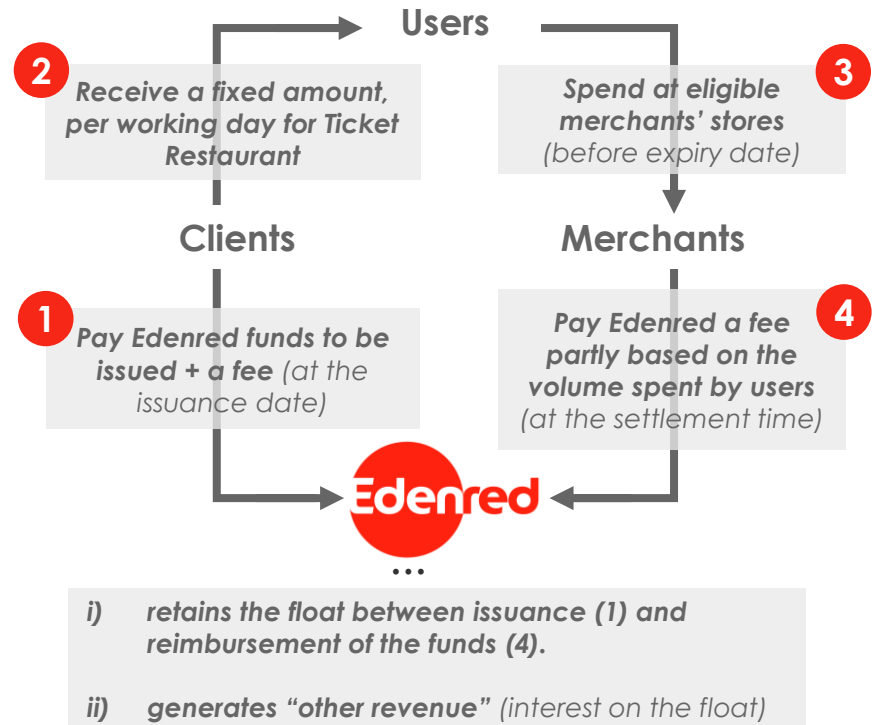 Users
2
Receive a fixed amount,
per working day for Ticket
Restaurant
3
Spend at eligible
merchants' stores
(before expiry date)
Clients
Merchants
1
Pay Edenred funds to be
issued + a fee (at the
issuance date)
4
Pay Edenred a fee
partly based on the
volume spent by users
(at the settlement time)
Edenred
...
i) retains the float between issuance (1) and
reimbursement of the funds (4).
ii) generates “other revenue” (interest on the float)